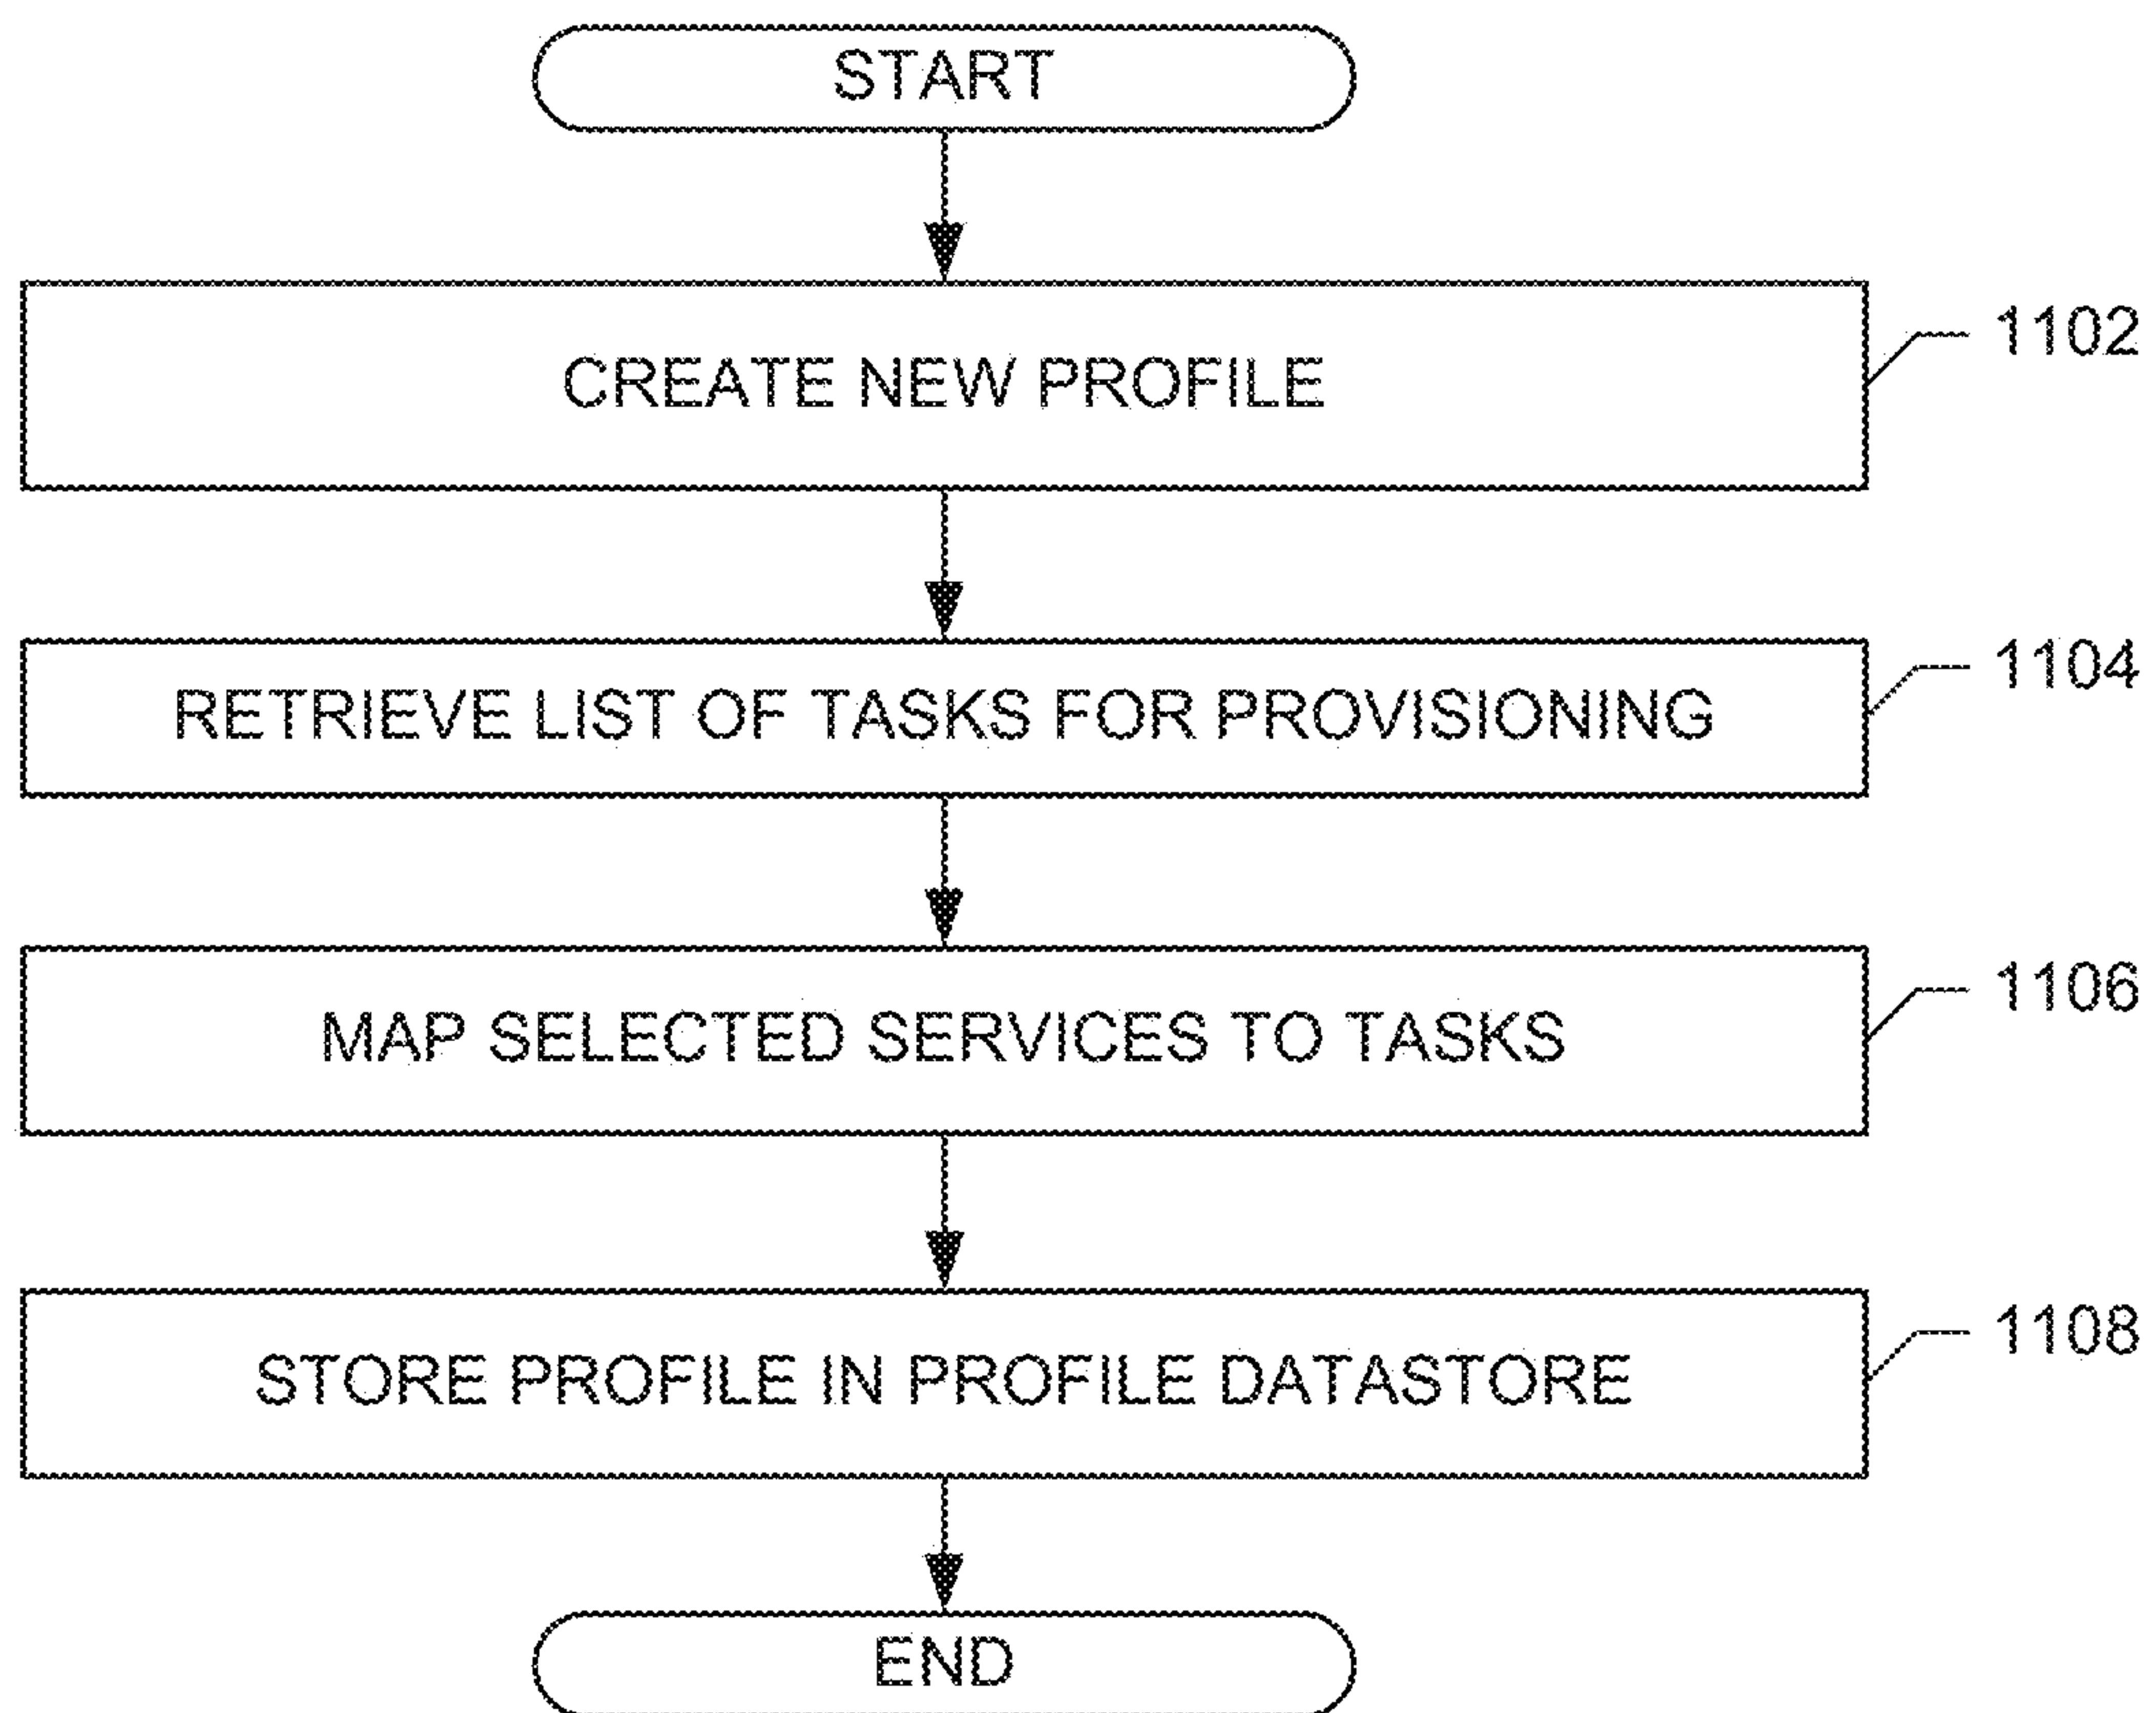 START
CREATE NEW PROFILE
1102
RETRIEVE LIST OF TASKS FOR PROVISIONING
1104
MAP SELECTED SERVICES TO TASKS
1106
STORE PROFILE IN PROFILE DATASTORE
1108
END